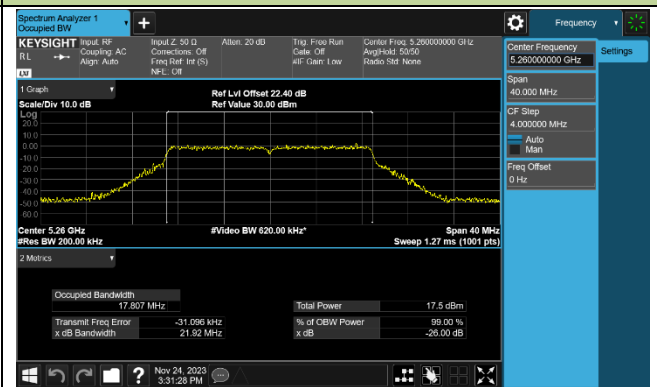 Spectrum Analyzer 1
Occupied BW
+
Frequency
KEYSIGHT
RL
LXI
Input: RF
Coupling: AC
Align: Auto
Input Z: 50 Ω
Corrections: Off
Freq Ref: Int (S)
NFE: Off
Atten: 20 dB
Trig: Free Run
Gate: Off
#IF Gain: Low
Center Freq: 5.260000000 GHz
Avg|Hold: 50/50
Radio Std: None
Center Frequency
5.260000000 GHz
Settings
Span
40.000 MHz
CF Step
4.000000 MHz
Auto
Man
Freq Offset
0 Hz
1 Graph
Scale/Div 10.0 dB
Ref Lvl Offset 22.40 dB
Ref Value 30.00 dBm
Log
20.0
10.0
0.00
-10.0
-20.0
-30.0
-40.0
-50.0
-60.0
Center 5.26 GHz
#Res BW 200.00 kHz
#Video BW 620.00 kHz*
Span 40 MHz
Sweep 1.27 ms (1001 pts)
2 Metrics
Occupied Bandwidth
17.807 MHz
Total Power 17.5 dBm
Transmit Freq Error -31.096 kHz
% of OBW Power 99.00 %
x dB Bandwidth 21.92 MHz
x dB -26.00 dB
?
Nov 24, 2023
3:31:28 PM